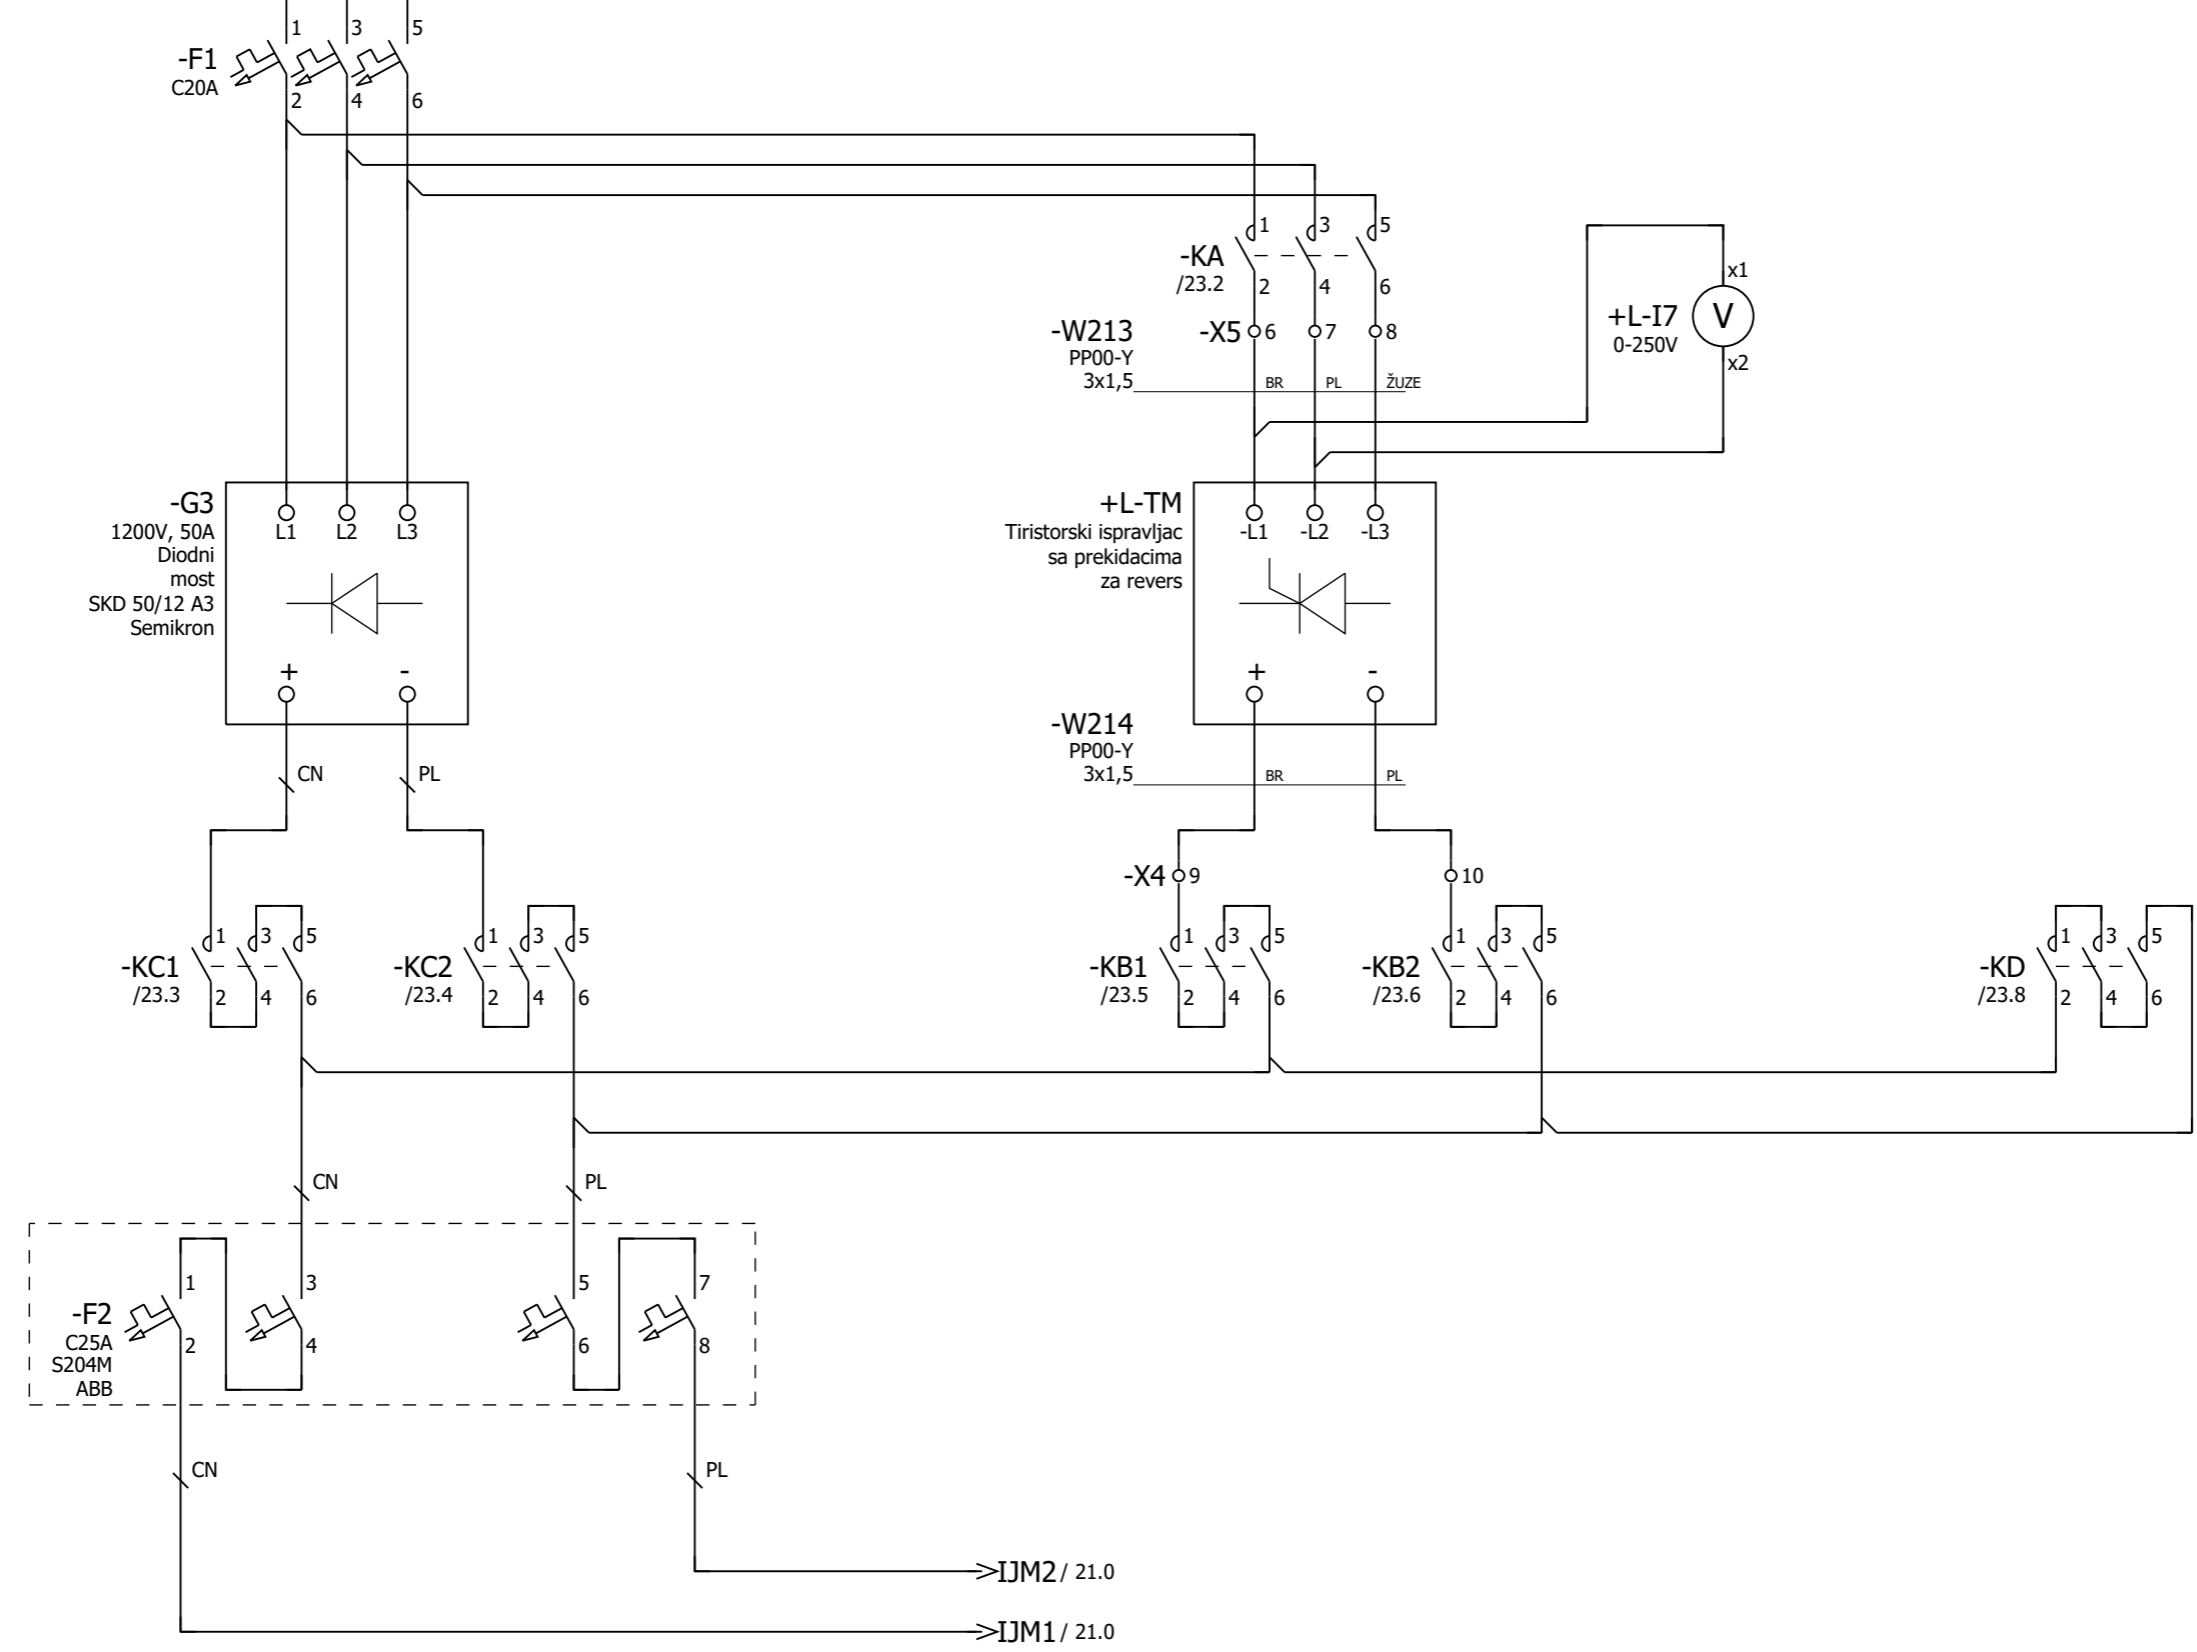 1 3 5
-F1
C20A
2 4 6
1 3 5
-KA
/23.2
2 4 6
x1
+L-I7 V
0-250V
x2
-W213 -X5 6 7 8
PP00-Y
3x1,5 BR PL ŽUZE
-G3
1200V, 50A L1 L2 L3
Diodni
most
SKD 50/12 A3
Semikron
+ -
+L-TM
Tiristorski ispravljac -L1 -L2 -L3
sa prekidacima
za revers
+ -
CN PL
-W214
PP00-Y
3x1,5 BR PL
-X4 9 10
1 3 5 1 3 5 1 3 5 1 3 5 1 3 5
-KC1 -KC2 -KB1 -KB2 -KD
/23.3 /23.4 /23.5 /23.6 /23.8
2 4 6 2 4 6 2 4 6 2 4 6 2 4 6
CN PL
1 3 5 7
-F2
C25A 2 4 6 8
S204M
ABB
CN PL
IJM2 / 21.0
IJM1 / 21.0